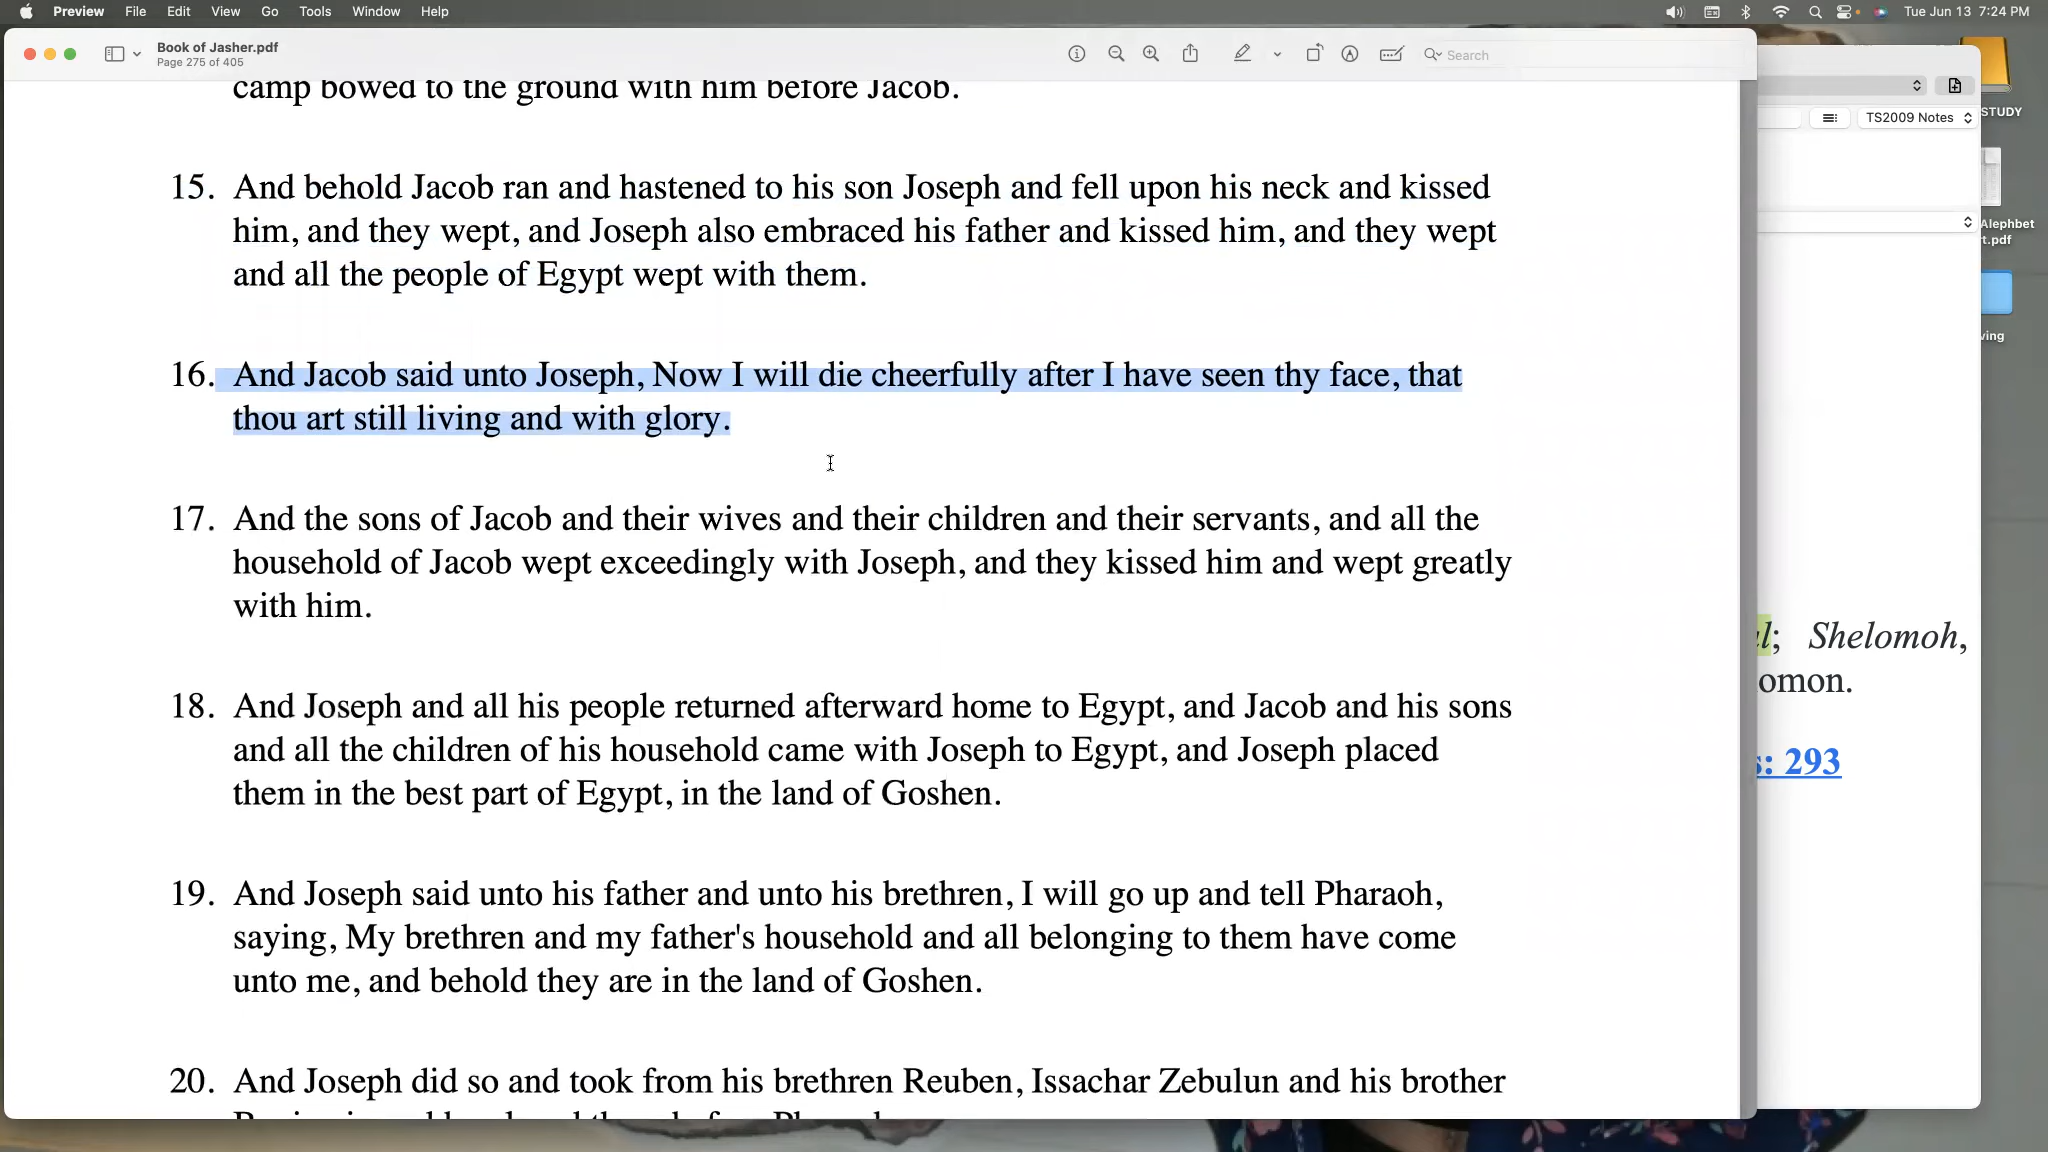 Preview File Edit View Go Tools Window Help
Tue Jun 13 7:24 PM
Book of Jasher.pdf
Page 275 of 405
Search
camp bowed to the ground with him before Jacob.
15. And behold Jacob ran and hastened to his son Joseph and fell upon his neck and kissed
him, and they wept, and Joseph also embraced his father and kissed him, and they wept
and all the people of Egypt wept with them.
16. And Jacob said unto Joseph, Now I will die cheerfully after I have seen thy face, that
thou art still living and with glory.
17. And the sons of Jacob and their wives and their children and their servants, and all the
household of Jacob wept exceedingly with Joseph, and they kissed him and wept greatly
with him.
18. And Joseph and all his people returned afterward home to Egypt, and Jacob and his sons
and all the children of his household came with Joseph to Egypt, and Joseph placed
them in the best part of Egypt, in the land of Goshen.
19. And Joseph said unto his father and unto his brethren, I will go up and tell Pharaoh,
saying, My brethren and my father's household and all belonging to them have come
unto me, and behold they are in the land of Goshen.
20. And Joseph did so and took from his brethren Reuben, Issachar Zebulun and his brother
TS2009 Notes
l; Shelomoh,
omon.
s: 293
STUDY
Alephbet
t.pdf
ving